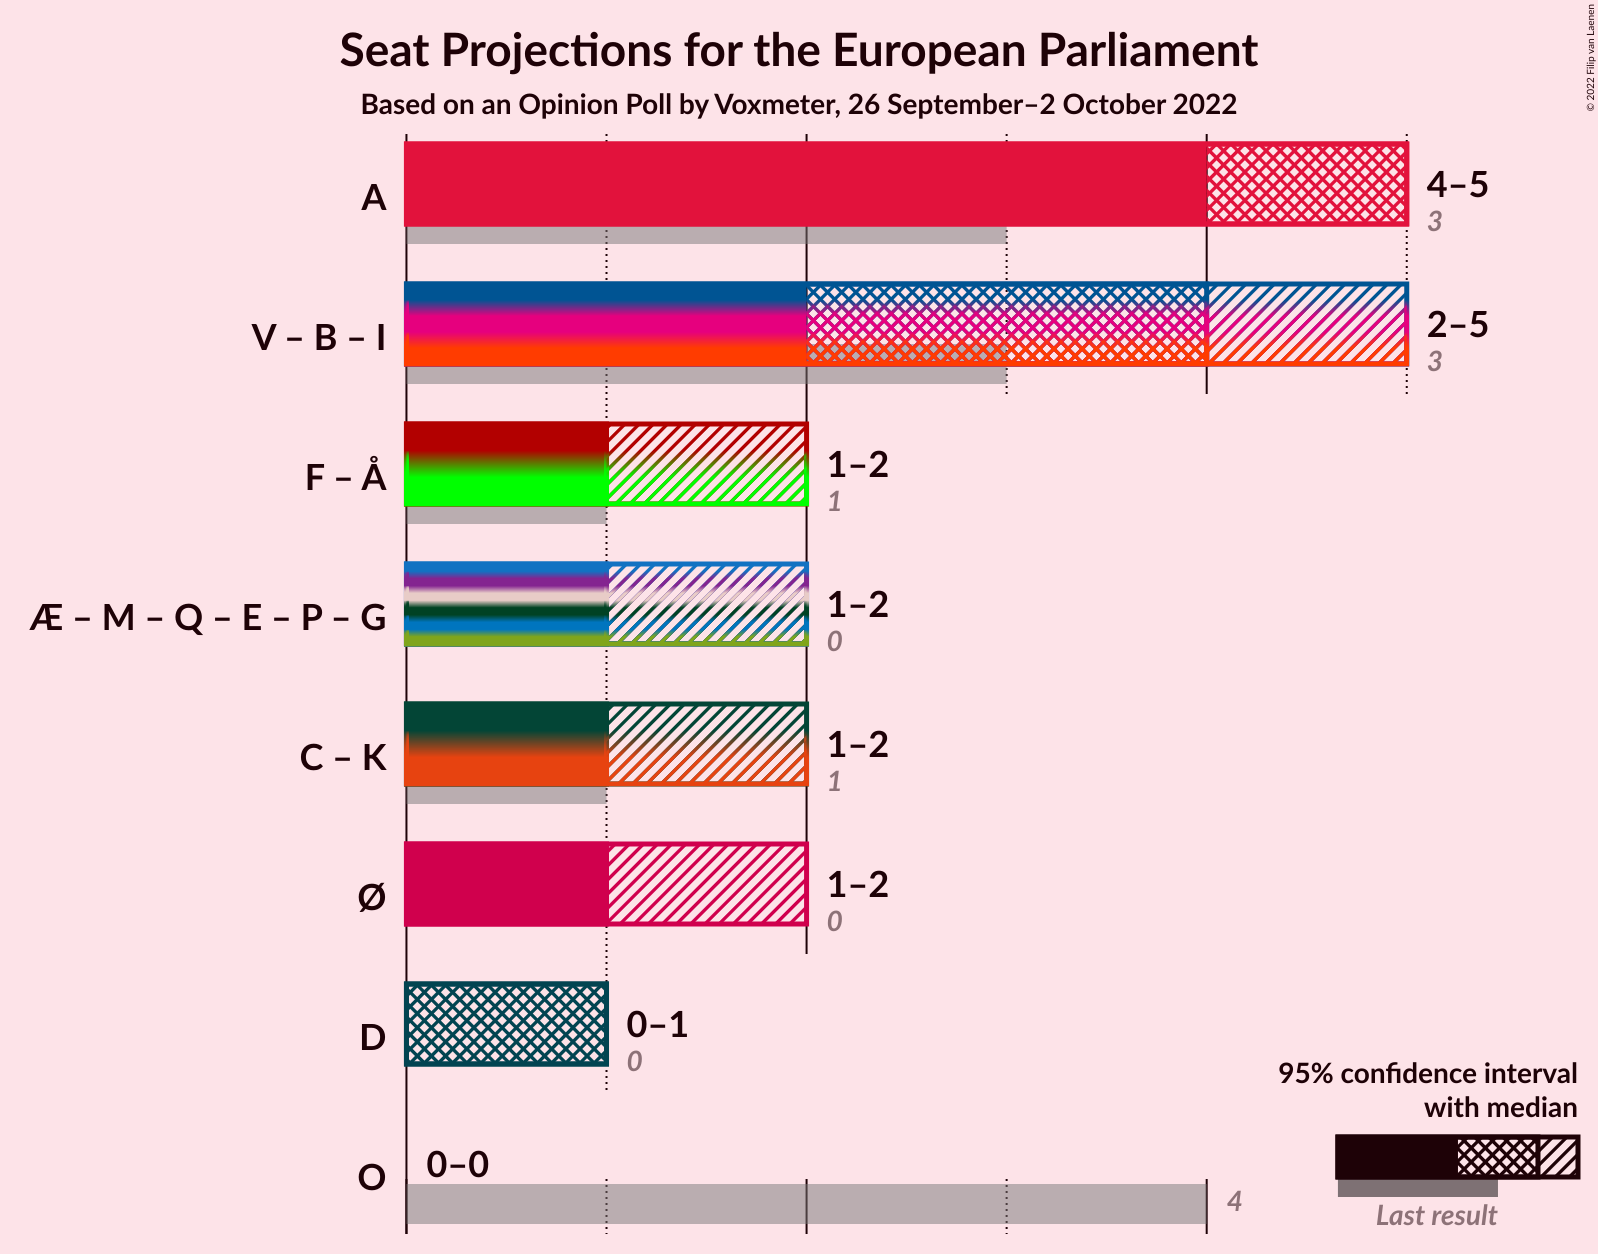 Seat Projections for the European Parliament
Based on an Opinion Poll by Voxmeter, 26 September–2 October 2022
© 2022 Filip van Laenen
A
4–5
3
V – B – I
2–5
3
F – Å
1–2
1
Æ – M – Q – E – P – G
1–2
0
C – K
1–2
1
Ø
1–2
0
D
0–1
0
O
0–0
4
95% confidence interval
with median
Last result